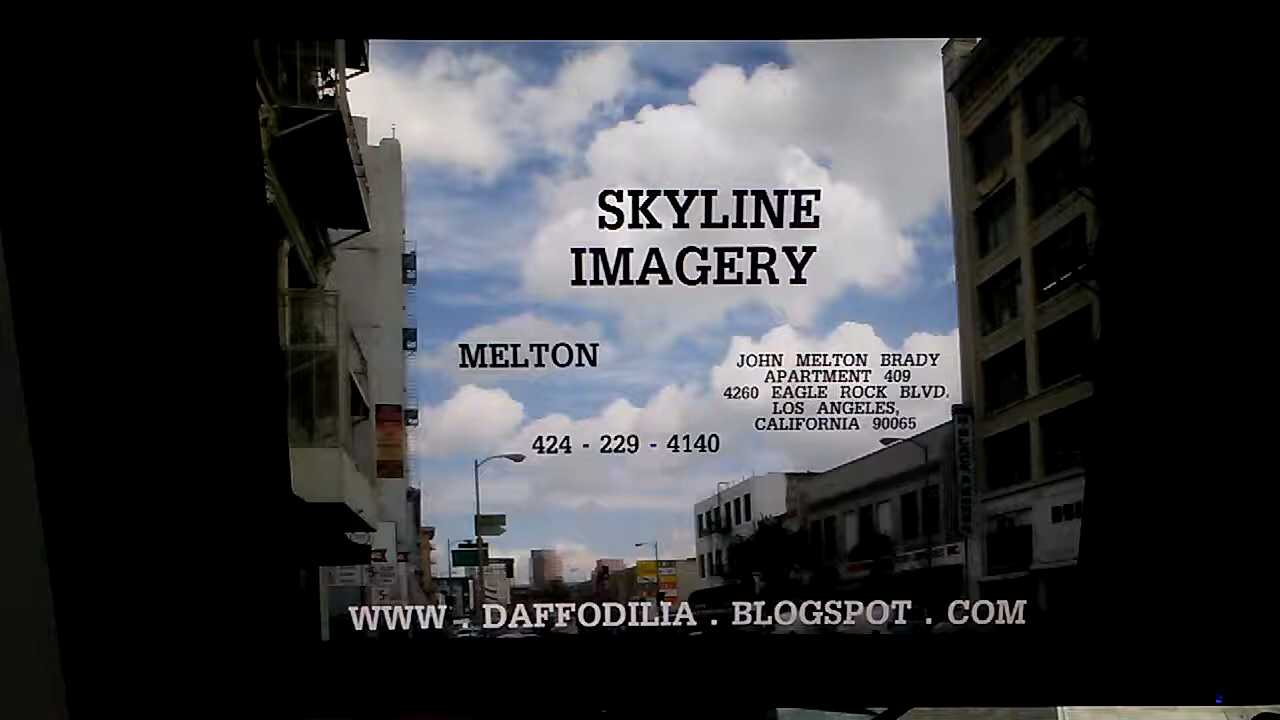 SKYLINE
IMAGERY
MELTON
JOHN MELTON BRADY
APARTMENT 409
4260 EAGLE ROCK BLVD.
LOS ANGELES,
CALIFORNIA 90065
424 - 229 - 4140
WWW . DAFFODILIA . BLOGSPOT . COM